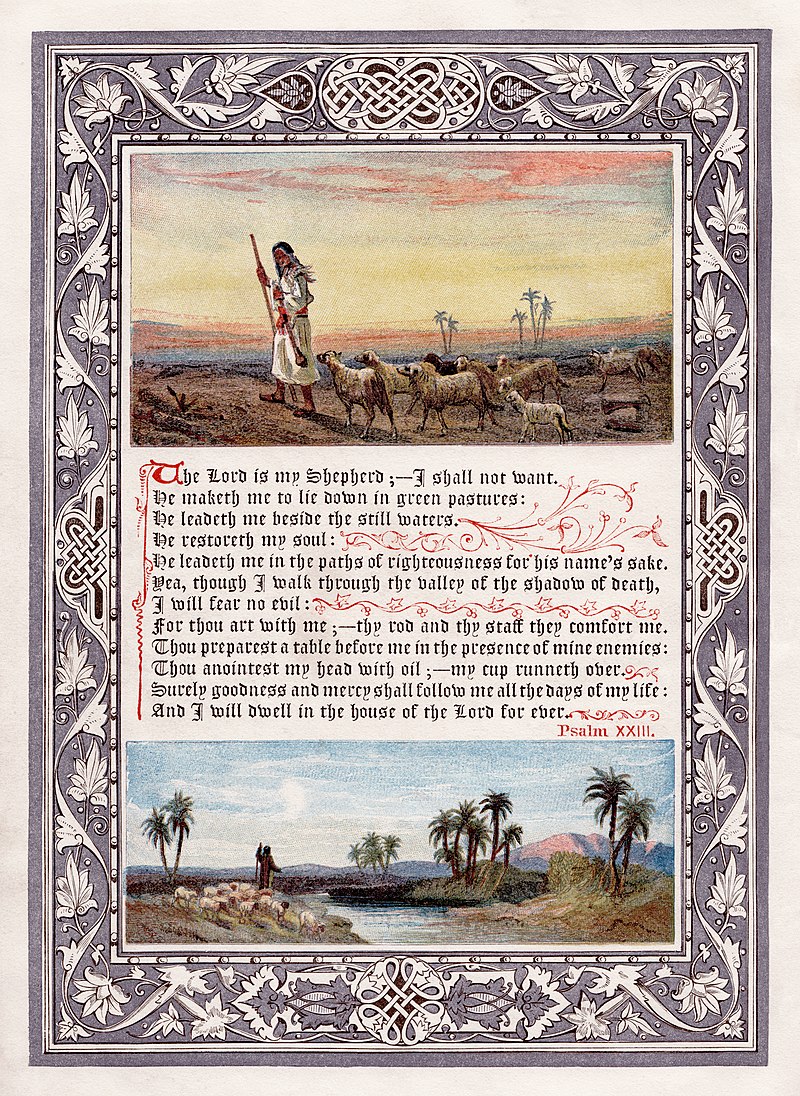 The Lord is my Shepherd ;—I shall not want.
He maketh me to lie down in green pastures:
He leadeth me beside the still waters.
He restoreth my soul:
He leadeth me in the paths of righteousness for his name's sake.
Yea, though I walk through the valley of the shadow of death,
I will fear no evil:
For thou art with me ;—thy rod and thy staff they comfort me.
Thou preparest a table before me in the presence of mine enemies:
Thou anointest my head with oil ;—my cup runneth over.
Surely goodness and mercy shall follow me all the days of my life:
And I will dwell in the house of the Lord for ever.
Psalm XXIII.